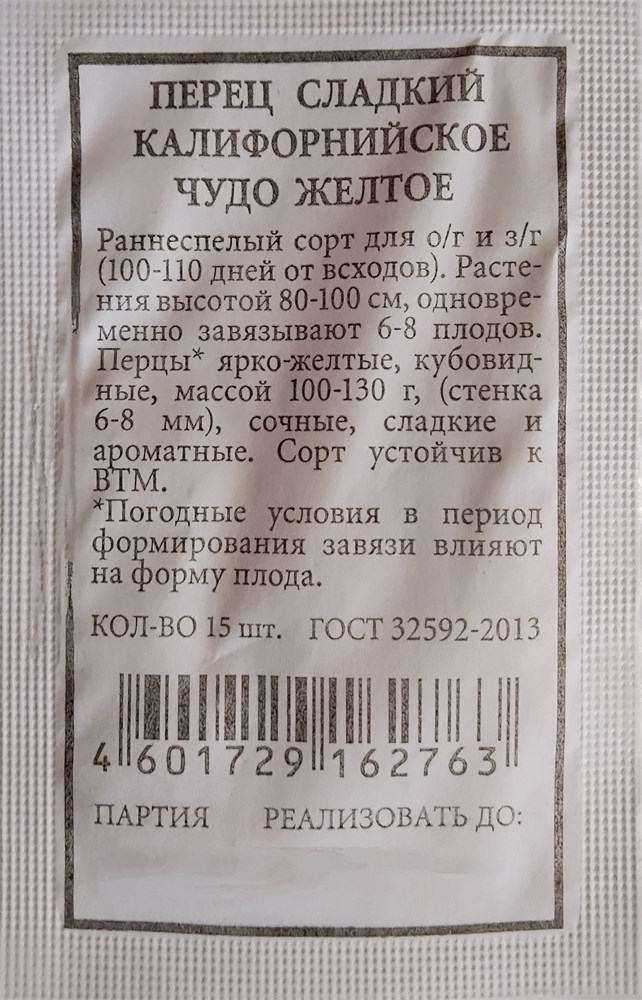 ПЕРЕЦ СЛАДКИЙ
КАЛИФОРНИЙСКОЕ
ЧУДО ЖЕЛТОЕ
Раннеспелый сорт для о/г и з/г
(100-110 дней от всходов). Расте-
ния высотой 80-100 см, одновре-
менно завязывают 6-8 плодов.
Перцы* ярко-желтые, кубовид-
ные, массой 100-130 г, (стенка
6-8 мм), сочные, сладкие и
ароматные. Сорт устойчив к
ВТМ.
*Погодные условия в период
формирования завязи влияют
на форму плода.
КОЛ-ВО 15 шт. ГОСТ 32592-2013
4 601729 162763
ПАРТИЯ РЕАЛИЗОВАТЬ ДО: